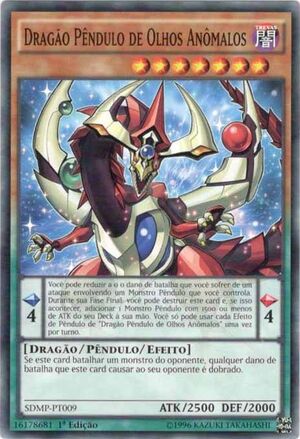 Dragão Pêndulo de Olhos Anômalos
TREVAS
闇
Você pode reduzir a 0 o dano de batalha que você sofrer de um
ataque envolvendo um Monstro Pêndulo que você controla.
Durante sua Fase Final: você pode destruir este card e, se isso
acontecer, adicionar 1 Monstro Pêndulo com 1500 ou menos
de ATK do seu Deck à sua mão. Você só pode usar cada Efeito
de Pêndulo de "Dragão Pêndulo de Olhos Anômalos" uma vez
por turno.
4
4
[Dragão/Pêndulo/Efeito]
Se este card batalhar um monstro do oponente, qualquer dano de
batalha que este card causar ao seu oponente é dobrado.
ATK/2500 DEF/2000
SDMP-PT009
16178681 1ª Edição
©1996 KAZUKI TAKAHASHI